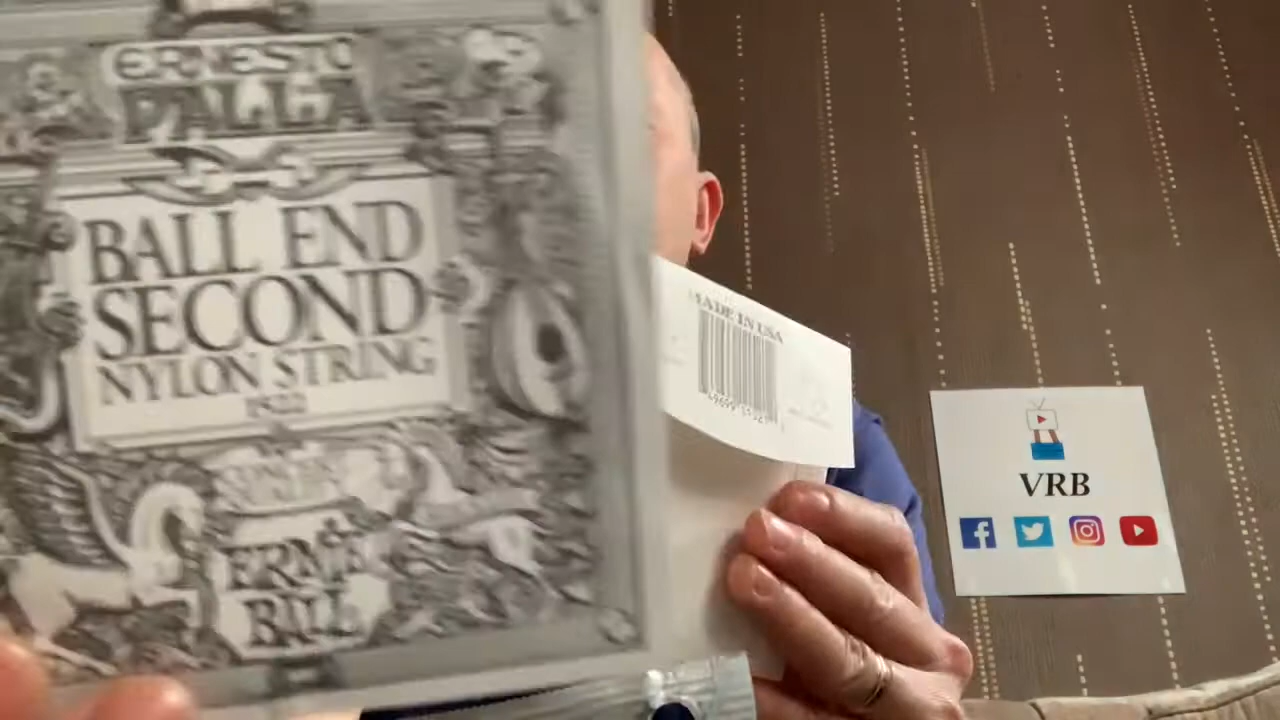 ERNESTO
PALLA
BALL END
SECOND
NYLON STRING
ERNIE
BALL
MADE IN USA
VRB